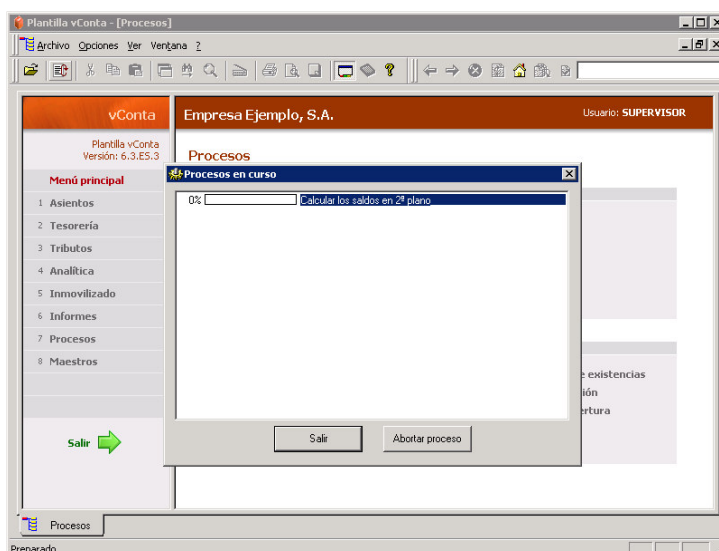 Plantilla vConta - [Procesos]
Archivo Opciones Ver Ventana ?
vConta
Empresa Ejemplo, S.A.
Usuario: SUPERVISOR
Plantilla vConta
Versión: 6.3.ES.3
Procesos
Menú principal
1 Asientos
2 Tesorería
3 Tributos
4 Analítica
5 Inmovilizado
6 Informes
7 Procesos
8 Maestros
Salir
Procesos en curso
0% Calcular los saldos en 2º plano
Salir
Abortar proceso
e existencias
ión
ertura
Procesos
Preparado